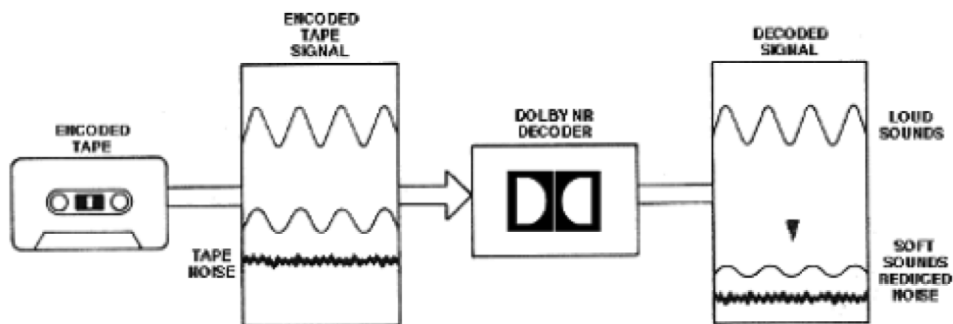 ENCODED
TAPE
ENCODED
TAPE
SIGNAL
TAPE
NOISE
DOLBY NR
DECODER
DECODED
SIGNAL
LOUD
SOUNDS
SOFT
SOUNDS
REDUCED
NOISE